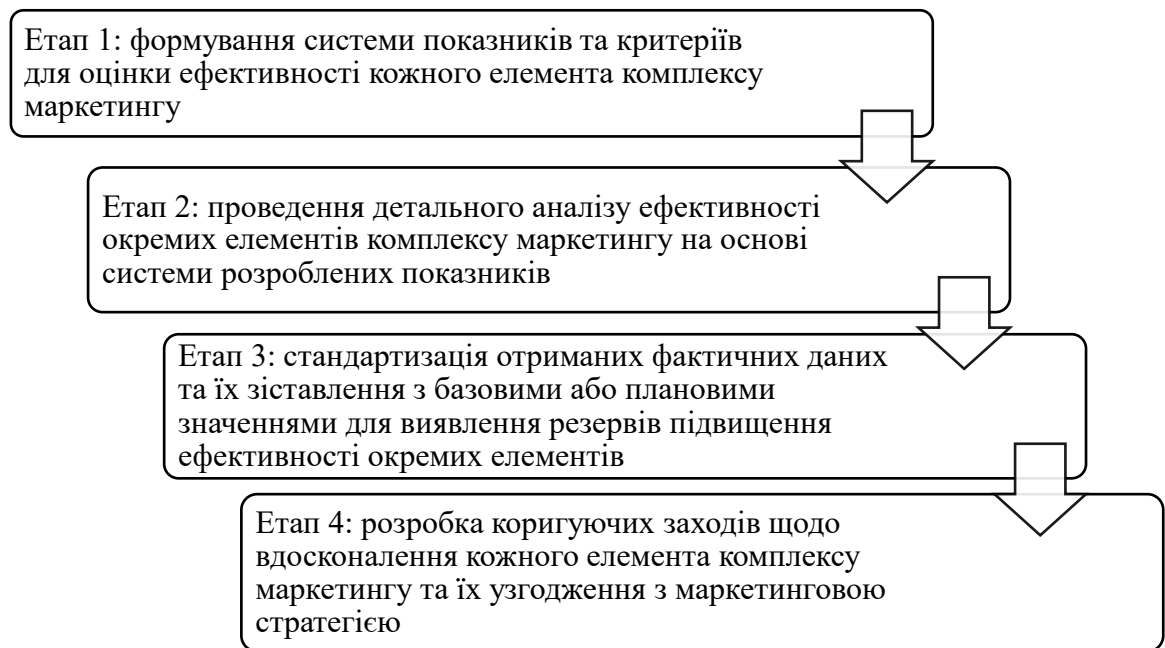 Етап 1: формування системи показників та критеріїв
для оцінки ефективності кожного елемента комплексу
маркетингу
Етап 2: проведення детального аналізу ефективності
окремих елементів комплексу маркетингу на основі
системи розроблених показників
Етап 3: стандартизація отриманих фактичних даних
та їх зіставлення з базовими або плановими
значеннями для виявлення резервів підвищення
ефективності окремих елементів
Етап 4: розробка коригуючих заходів щодо
вдосконалення кожного елемента комплексу
маркетингу та їх узгодження з маркетинговою
стратегією